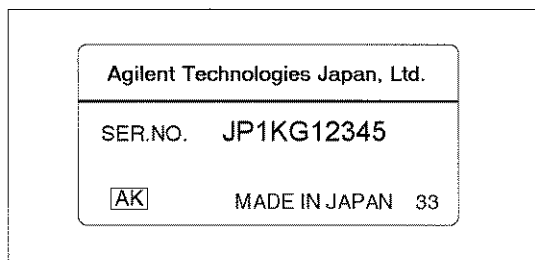 Agilent Technologies Japan, Ltd.
SER.NO. JP1KG12345
AK MADE IN JAPAN 33